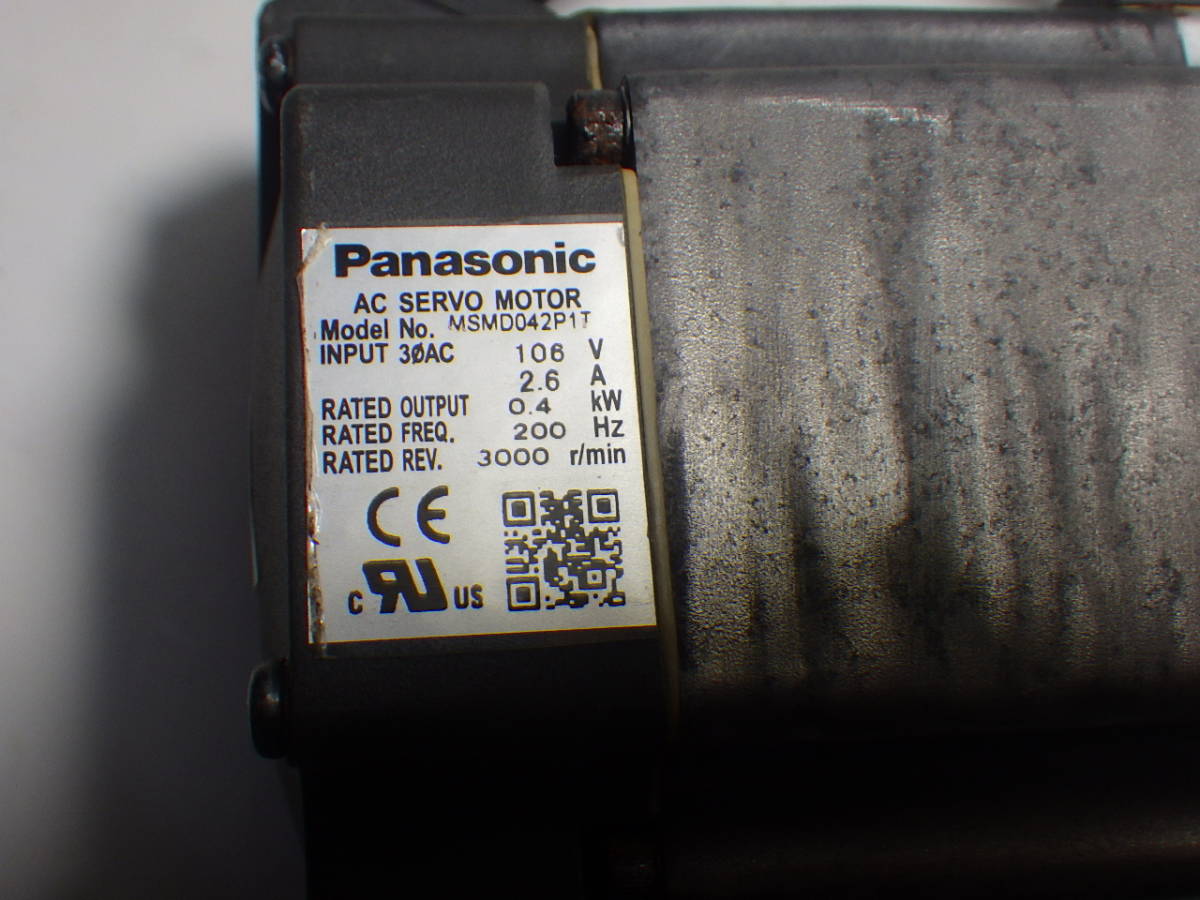 Panasonic
AC SERVO MOTOR
Model No. MSMD042P1T
INPUT 3ØAC 106 V
2.6 A
RATED OUTPUT 0.4 kW
RATED FREQ. 200 Hz
RATED REV. 3000 r/min
CE
c RU US